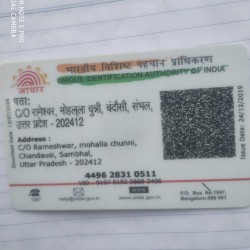 भारतीय विशिष्ट पहचान प्राधिकरण
UNIQUE IDENTIFICATION AUTHORITY OF INDIA
आधार
पता:
C/O रामेश्वर, मोहल्ला चुन्नी, चंदौसी, संभल,
उत्तर प्रदेश - 202412
Address :
C/O Rameshwar, mohalla chunni,
Chandausi, Sambhal,
Uttar Pradesh - 202412
Issue Date: 24/12/2019
4496 2831 0511
1947
help@uidai.gov.in
www.uidai.gov.in
P.O. Box No.1947,
Bengaluru-560 001